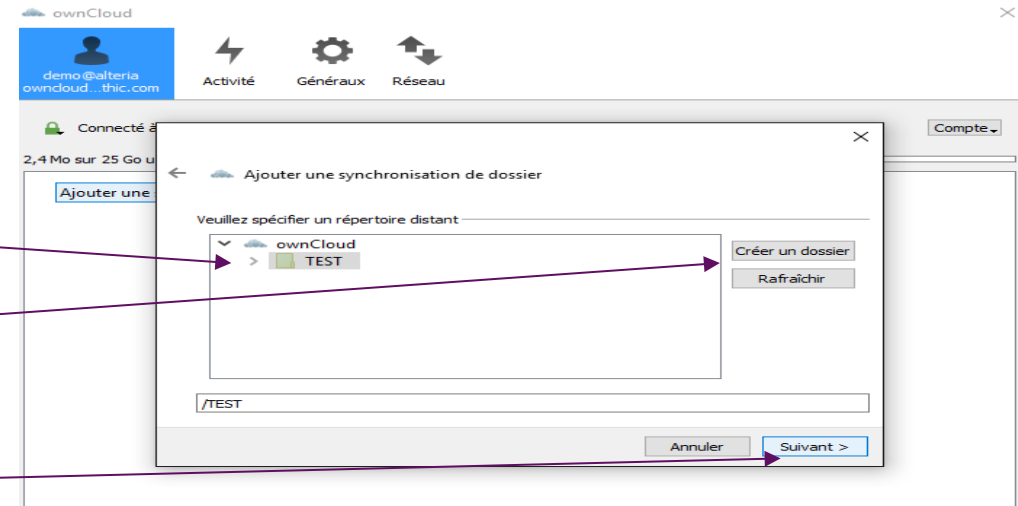 ownCloud
demo@alteria
owncloud...thic.com
Activité
Généraux
Réseau
Connecté à
Compte
2,4 Mo sur 25 Go u
Ajouter une
Ajouter une synchronisation de dossier
Veuillez spécifier un répertoire distant
ownCloud
TEST
Créer un dossier
Rafraîchir
/TEST
Annuler
Suivant >